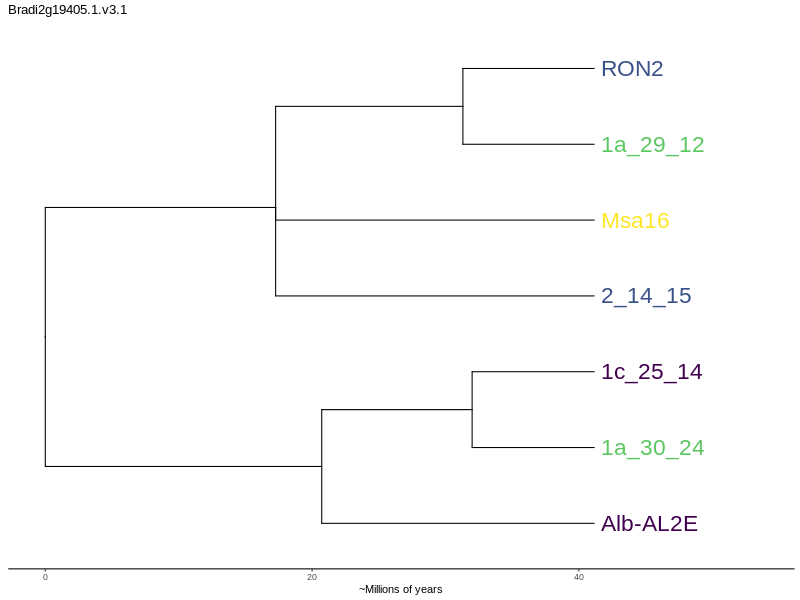 Bradi2g19405.1.v3.1
RON2
1a_29_12
Msa16
2_14_15
1c_25_14
1a_30_24
Alb-AL2E
0 20 40
~Millions of years